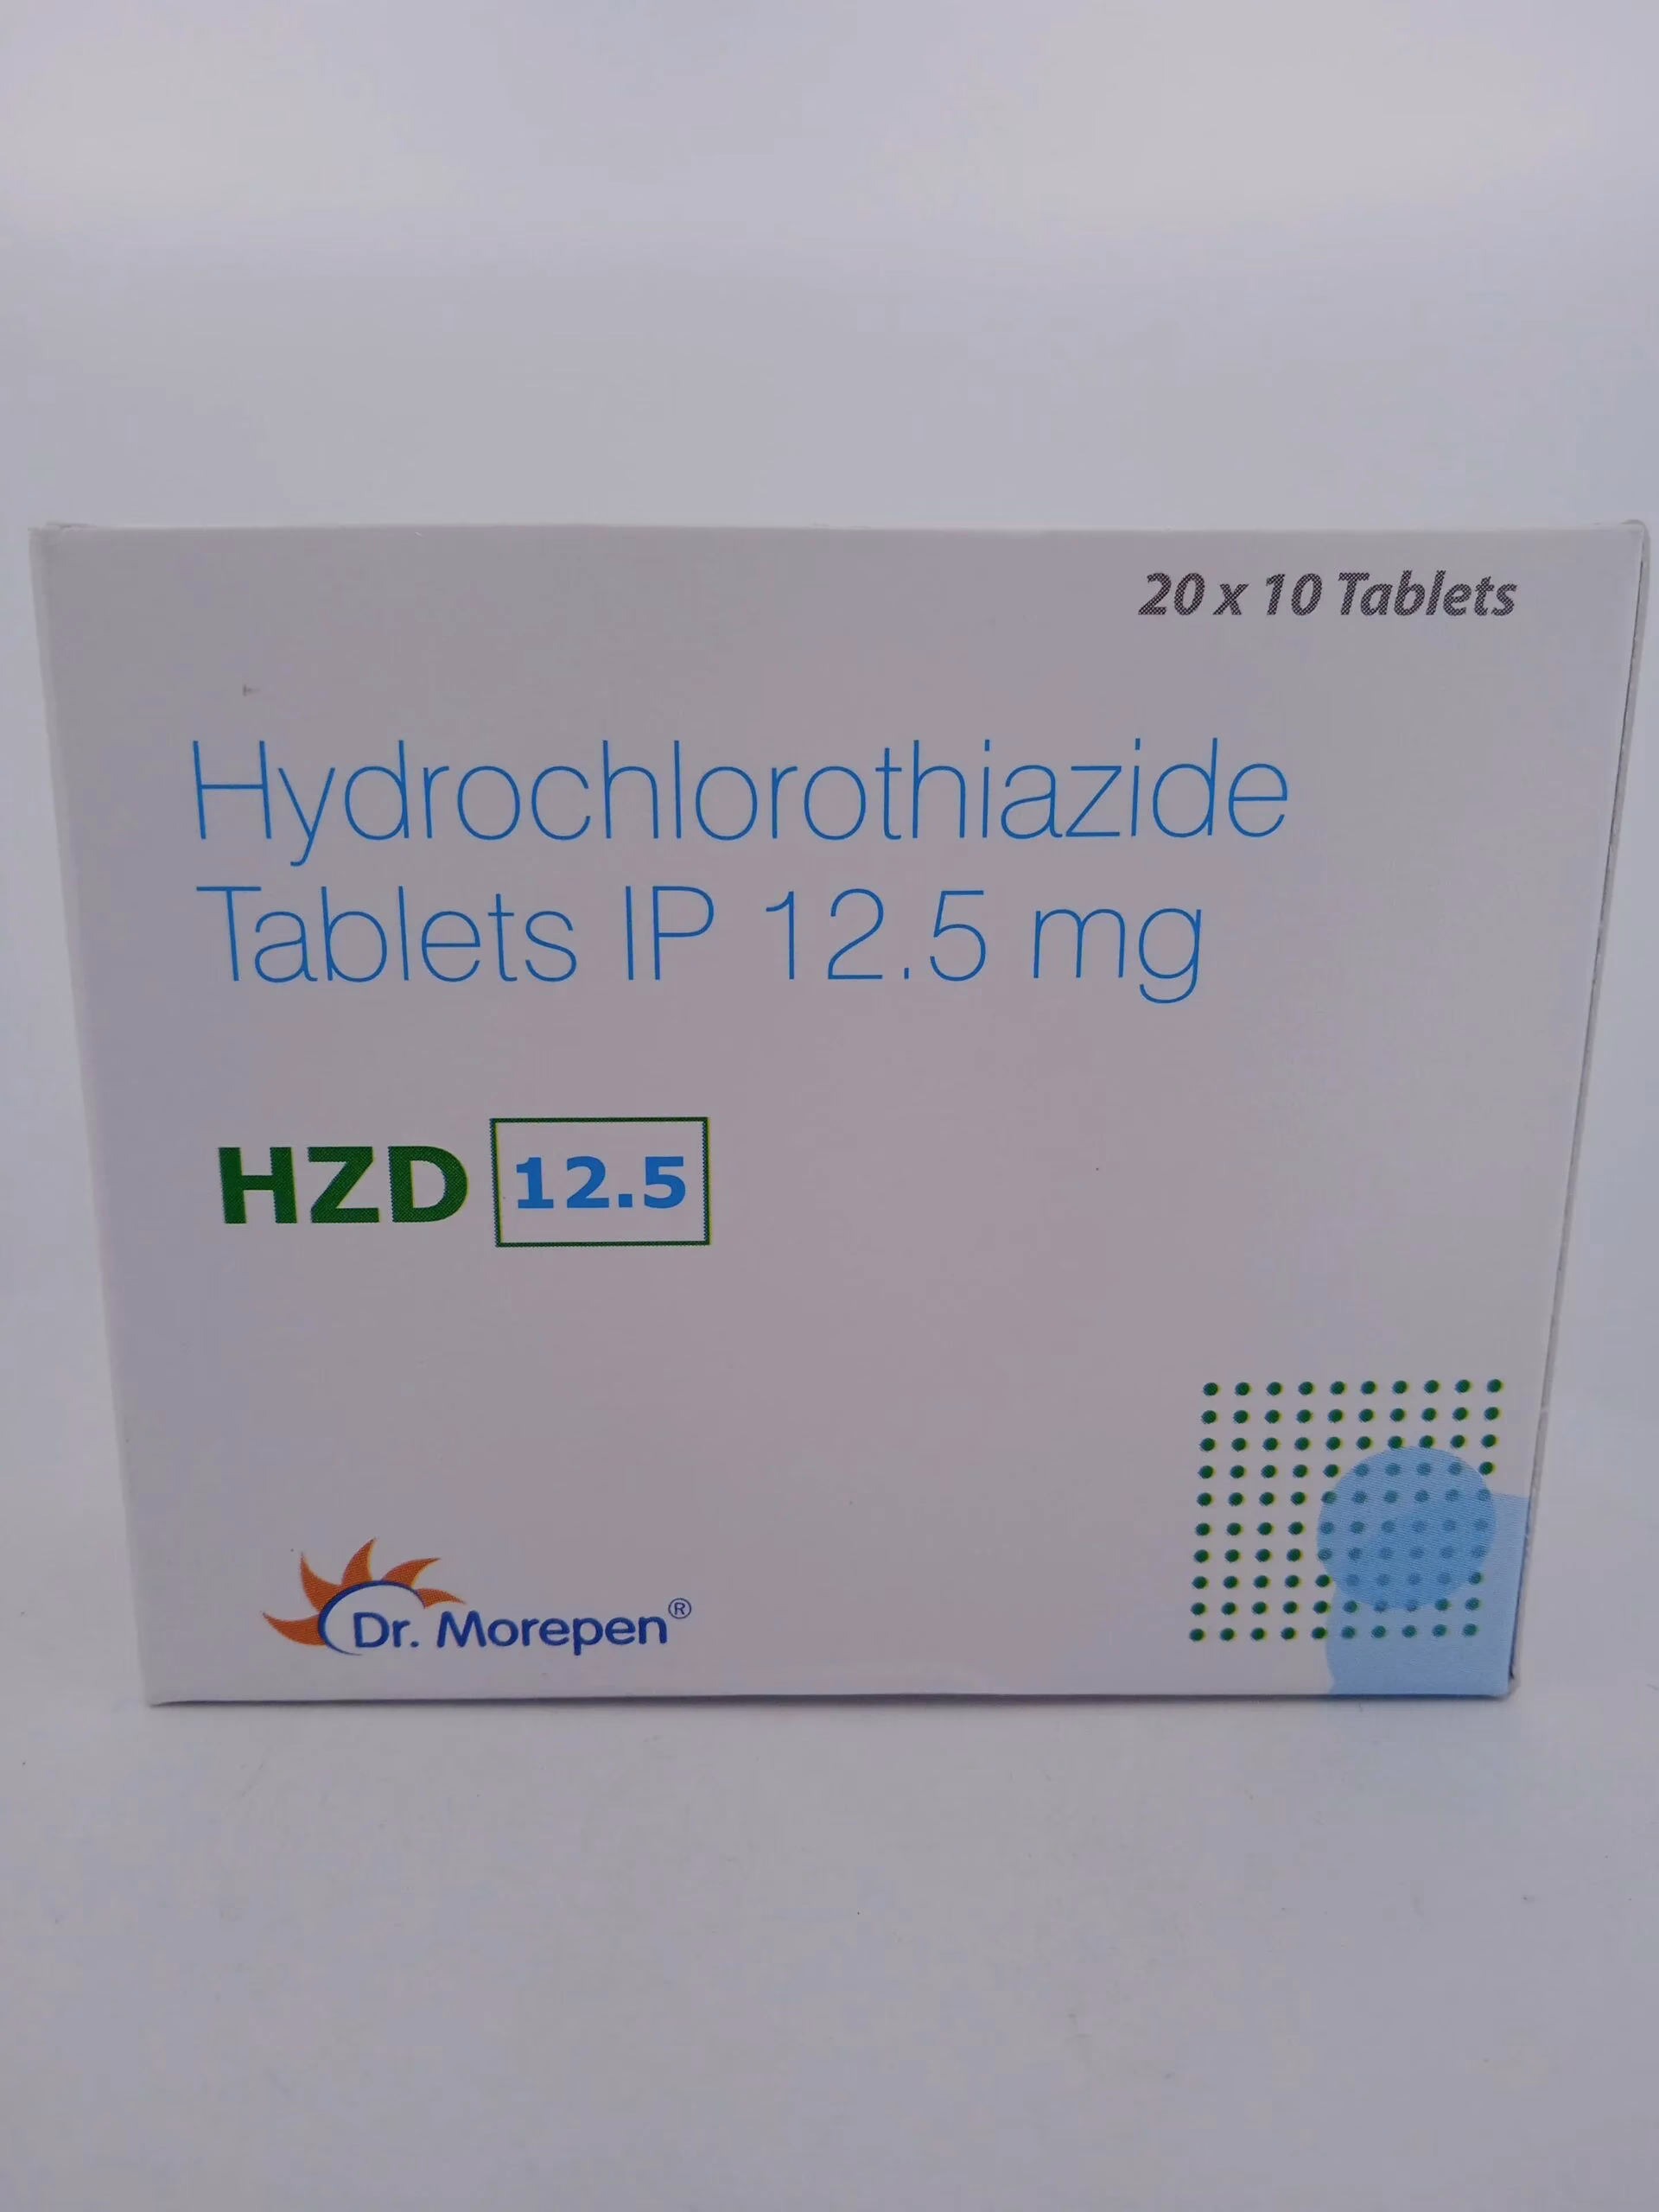 20 x 10 Tablets
Hydrochlorothiazide
Tablets IP 12.5 mg
HZD 12.5
Dr. Morepen®